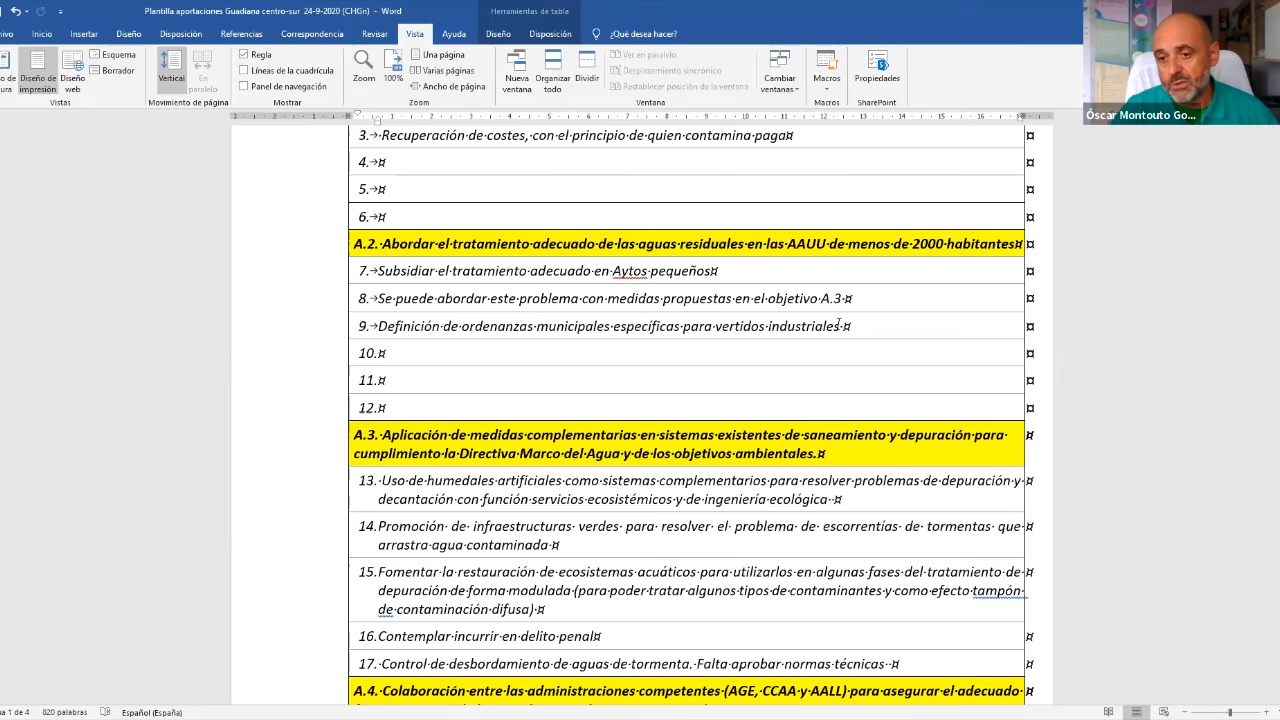 Plantilla aportaciones Guadiana centro-sur 24-9-2020 (CHGn) - Word
Herramientas de tabla
Inicio Insertar Diseño Disposición Referencias Correspondencia Revisar Vista Ayuda Diseño Disposición ¿Qué desea hacer?
Diseño de impresión
Diseño web
Esquema
Borrador
Vistas
Vertical
En paralelo
Movimiento de página
Regla
Líneas de la cuadrícula
Panel de navegación
Mostrar
Zoom
100%
Una página
Varias páginas
Ancho de página
Zoom
Nueva ventana
Organizar todo
Dividir
Ver en paralelo
Desplazamiento sincrónico
Restablecer posición de la ventana
Ventana
Cambiar ventanas
Macros
Macros
Propiedades
SharePoint
Óscar Montouto Go...
3.→·Recuperación·de·costes,·con·el·principio·de·quien·contamina·paga¤
4.→¤
5.→¤
6.→¤
A.2.··Abordar·el·tratamiento·adecuado·de·las·aguas·residuales·en·las·AAUU·de·menos·de·2000·habitantes¤
7.→Subsidiar·el·tratamiento·adecuado·en·Aytos·pequeños¤
8.→Se·puede·abordar·este·problema·con·medidas·propuestas·en·el·objetivo·A.3·¤
9.→Definición·de·ordenanzas·municipales·específicas·para·vertidos·industriales·¤
10.¤
11.¤
12.¤
A.3.··Aplicación·de·medidas·complementarias·en·sistemas·existentes·de·saneamiento·y·depuración·para·
cumplimiento·la·Directiva·Marco·del·Agua·y·de·los·objetivos·ambientales.¤
13.·Uso·de·humedales·artificiales·como·sistemas·complementarios·para·resolver·problemas·de·depuración·y·
decantación·con·función·servicios·ecosistémicos·y·de·ingeniería·ecológica··¤
14.Promoción· de· infraestructuras· verdes· para· resolver· el· problema· de· escorrentías· de· tormentas· que·
arrastra·agua·contaminada·¤
15.Fomentar·la·restauración·de·ecosistemas·acuáticos·para·utilizarlos·en·algunas·fases·del·tratamiento·de·
depuración·de·forma·modulada·(para·poder·tratar·algunos·tipos·de·contaminantes·y·como·efecto·tampón·
de·contaminación·difusa)·¤
16.Contemplar·incurrir·en·delito·penal¤
17.·Control·de·desbordamiento·de·aguas·de·tormenta.·Falta·aprobar·normas·técnicas··¤
A.4.·Colaboración·entre·las·administraciones·competentes·(AGE,·CCAA·y·AALL)·para·asegurar·el·adecuado·
1 de 4 820 palabras Español (España)